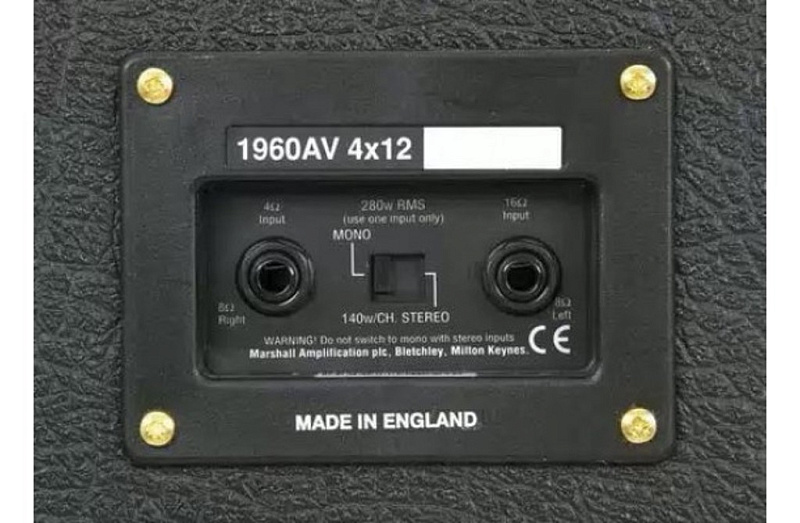 1960AV 4x12
4Ω
Input
280w RMS
(use one input only)
16Ω
Input
MONO
8Ω
Right
8Ω
Left
140w/CH. STEREO
WARNING! Do not switch to mono with stereo inputs
Marshall Amplification plc, Bletchley, Milton Keynes.
CE
MADE IN ENGLAND